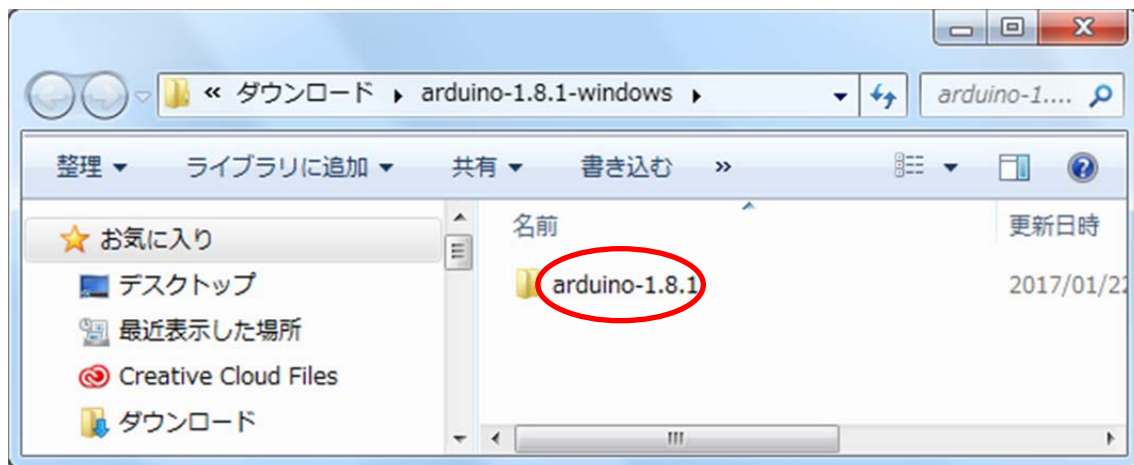 « ダウンロード ▸ arduino-1.8.1-windows ▸
arduino-1....
整理 ▼ ライブラリに追加 ▼ 共有 ▼ 書き込む »
お気に入り
デスクトップ
最近表示した場所
Creative Cloud Files
ダウンロード
名前 更新日時
arduino-1.8.1 2017/01/22